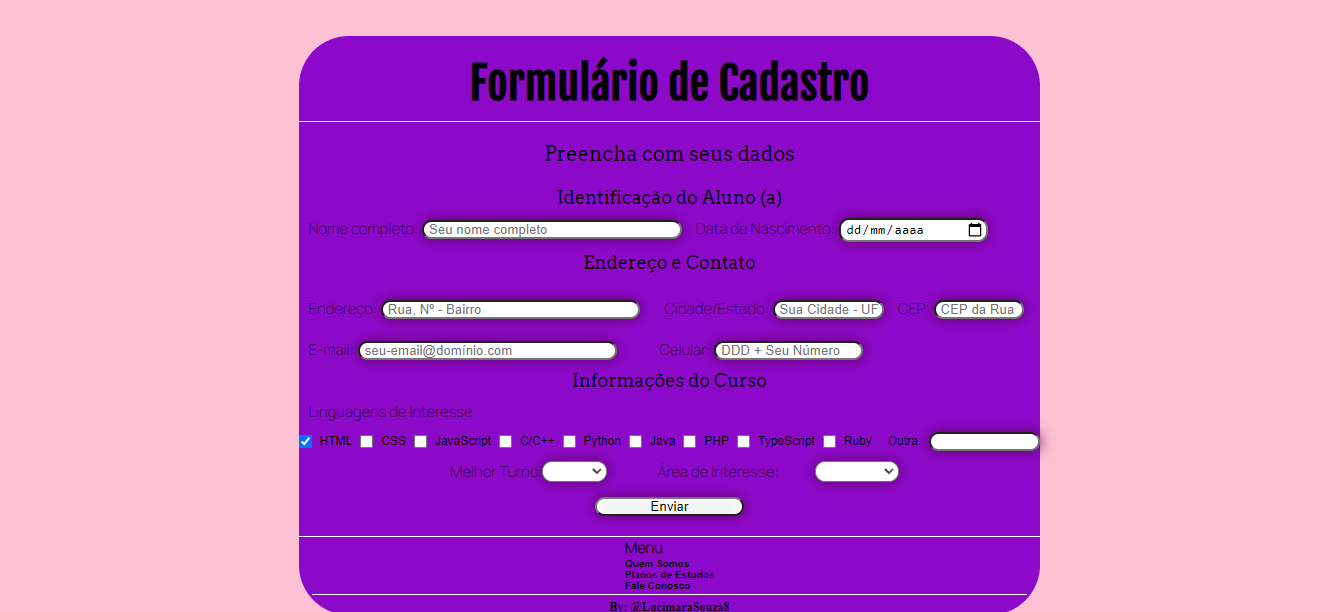 Formulário de Cadastro
Preencha com seus dados
Identificação do Aluno (a)
Nome completo: Seu nome completo Data de Nascimento: dd/mm/aaaa
Endereço e Contato
Endereço: Rua, Nº - Bairro Cidade/Estado: Sua Cidade - UF CEP: CEP da Rua
E-mail: seu-email@domínio.com Celular: DDD + Seu Número
Informações do Curso
Linguagens de Interesse
HTML CSS JavaScript C/C++ Python Java PHP TypeScript Ruby Outra:
Melhor Turno: Área de Interesse:
Enviar
Menu
Quem Somos
Planos de Estudos
Fale Conosco
By: @LucimaraSouza8